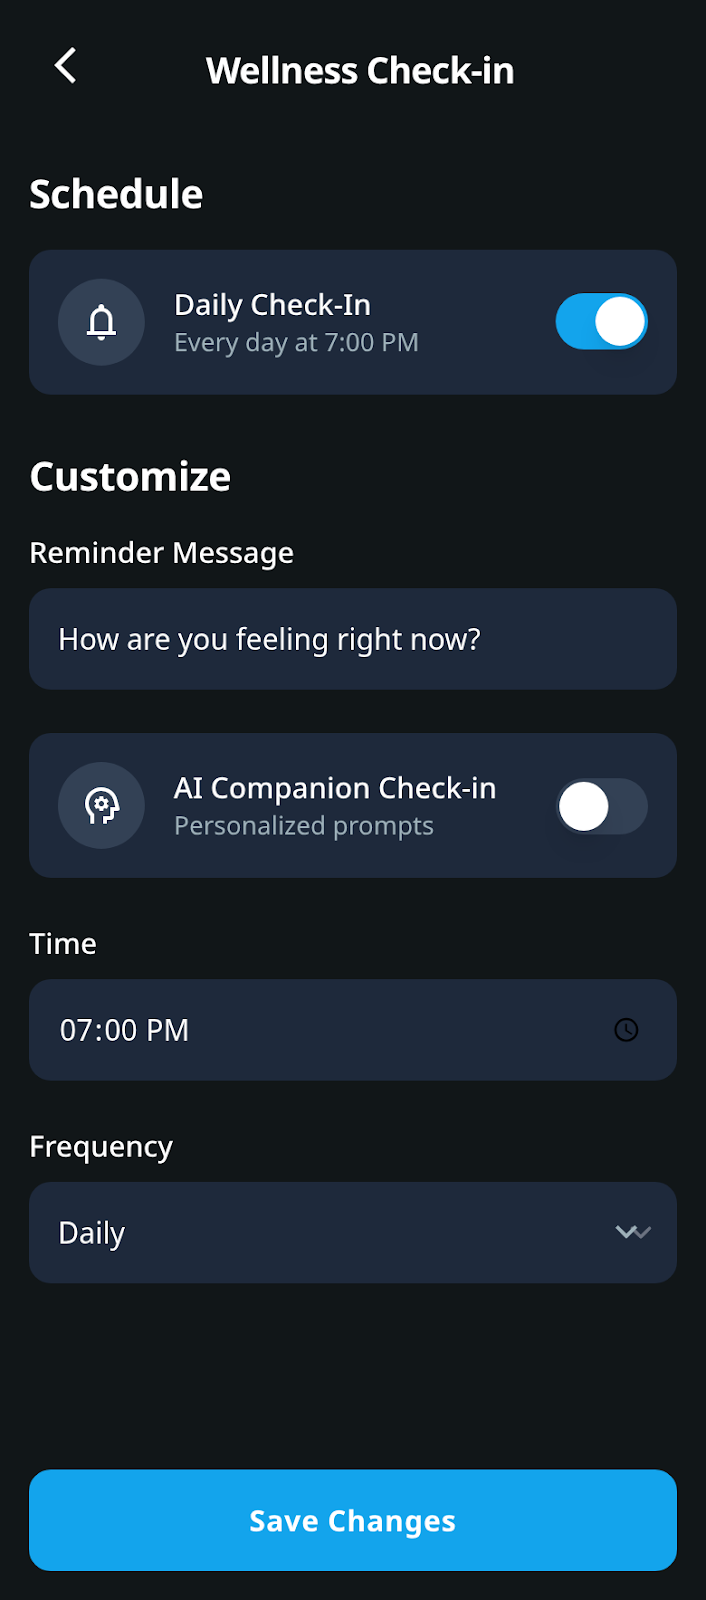 Wellness Check-in
Schedule
Daily Check-In
Every day at 7:00 PM
Customize
Reminder Message
How are you feeling right now?
AI Companion Check-in
Personalized prompts
Time
07:00 PM
Frequency
Daily
Save Changes